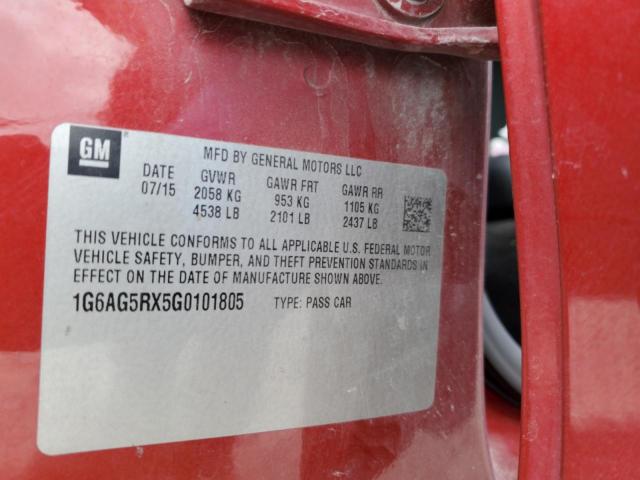 GM
MFD BY GENERAL MOTORS LLC
DATE GVWR GAWR FRT GAWR RR
07/15 2058 KG 953 KG 1105 KG
4538 LB 2101 LB 2437 LB
THIS VEHICLE CONFORMS TO ALL APPLICABLE U.S. FEDERAL MOTOR
VEHICLE SAFETY, BUMPER, AND THEFT PREVENTION STANDARDS IN
EFFECT ON THE DATE OF MANUFACTURE SHOWN ABOVE.
1G6AG5RX5G0101805 TYPE: PASS CAR